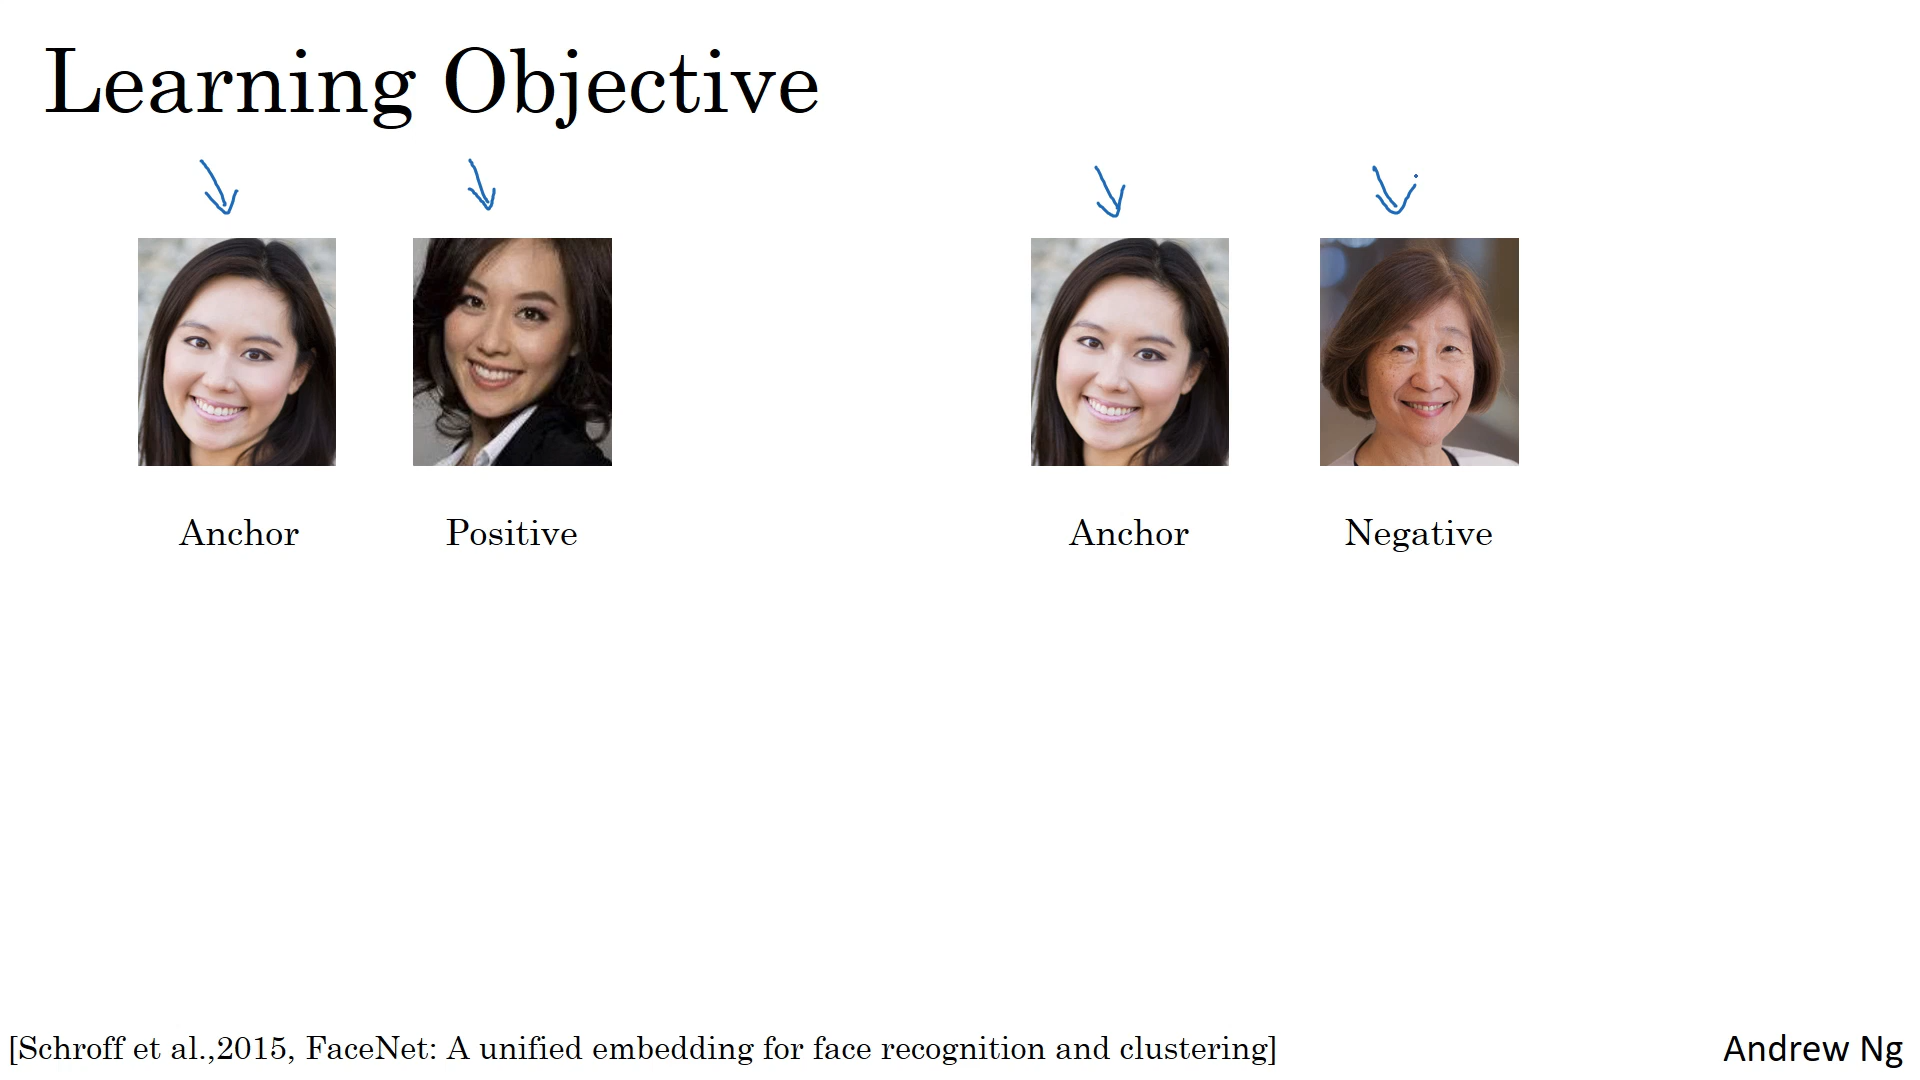 Learning Objective
Anchor
Positive
Anchor
Negative
[Schroff et al.,2015, FaceNet: A unified embedding for face recognition and clustering]
Andrew Ng